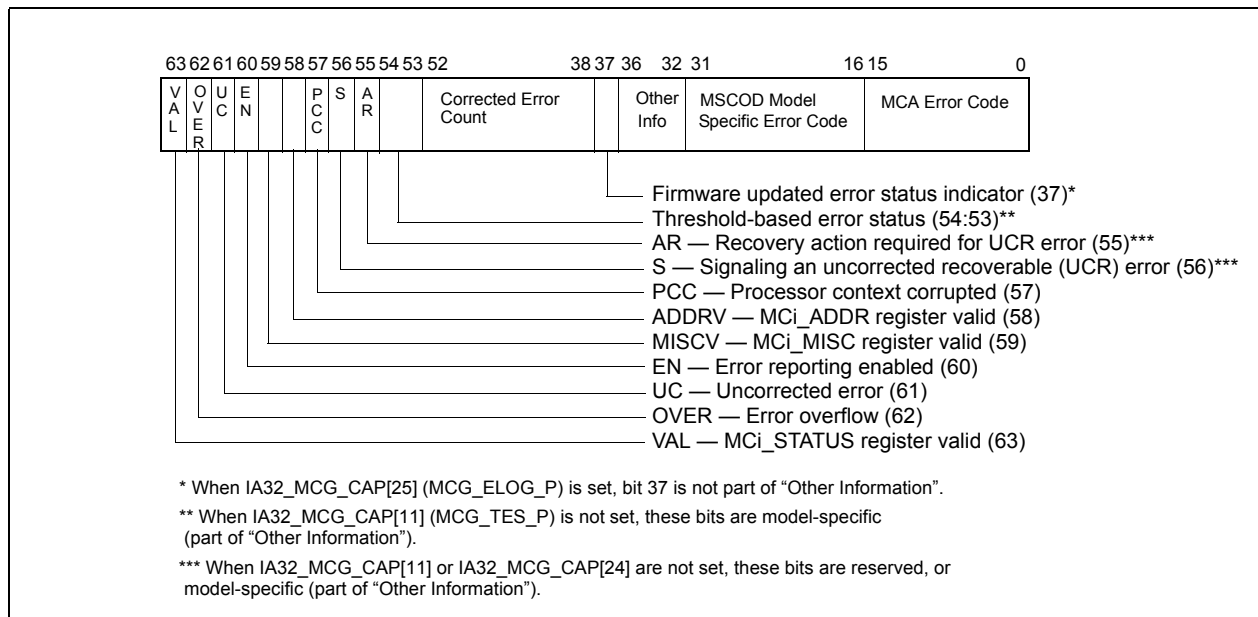 63 62 61 60 59 58 57 56 55 54 53 52 38 37 36 32 31 16 15 0
VAL
OVER
UC
EN
PCC
S
AR
Corrected Error
Count
Other
Info
MSCOD Model
Specific Error Code
MCA Error Code
Firmware updated error status indicator (37)*
Threshold-based error status (54:53)**
AR — Recovery action required for UCR error (55)***
S — Signaling an uncorrected recoverable (UCR) error (56)***
PCC — Processor context corrupted (57)
ADDRV — MCi_ADDR register valid (58)
MISCV — MCi_MISC register valid (59)
EN — Error reporting enabled (60)
UC — Uncorrected error (61)
OVER — Error overflow (62)
VAL — MCi_STATUS register valid (63)
* When IA32_MCG_CAP[25] (MCG_ELOG_P) is set, bit 37 is not part of “Other Information”.
** When IA32_MCG_CAP[11] (MCG_TES_P) is not set, these bits are model-specific
(part of “Other Information”).
*** When IA32_MCG_CAP[11] or IA32_MCG_CAP[24] are not set, these bits are reserved, or
model-specific (part of “Other Information”).